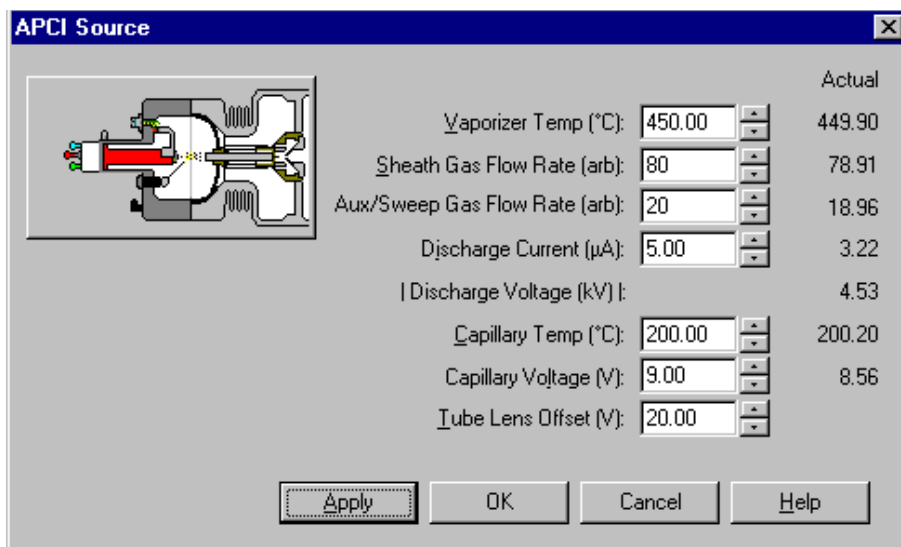 APCI Source
Actual
Vaporizer Temp (°C): 450.00 449.90
Sheath Gas Flow Rate (arb): 80 78.91
Aux/Sweep Gas Flow Rate (arb): 20 18.96
Discharge Current (µA): 5.00 3.22
| Discharge Voltage (kV) |: 4.53
Capillary Temp (°C): 200.00 200.20
Capillary Voltage (V): 9.00 8.56
Tube Lens Offset (V): 20.00
Apply OK Cancel Help